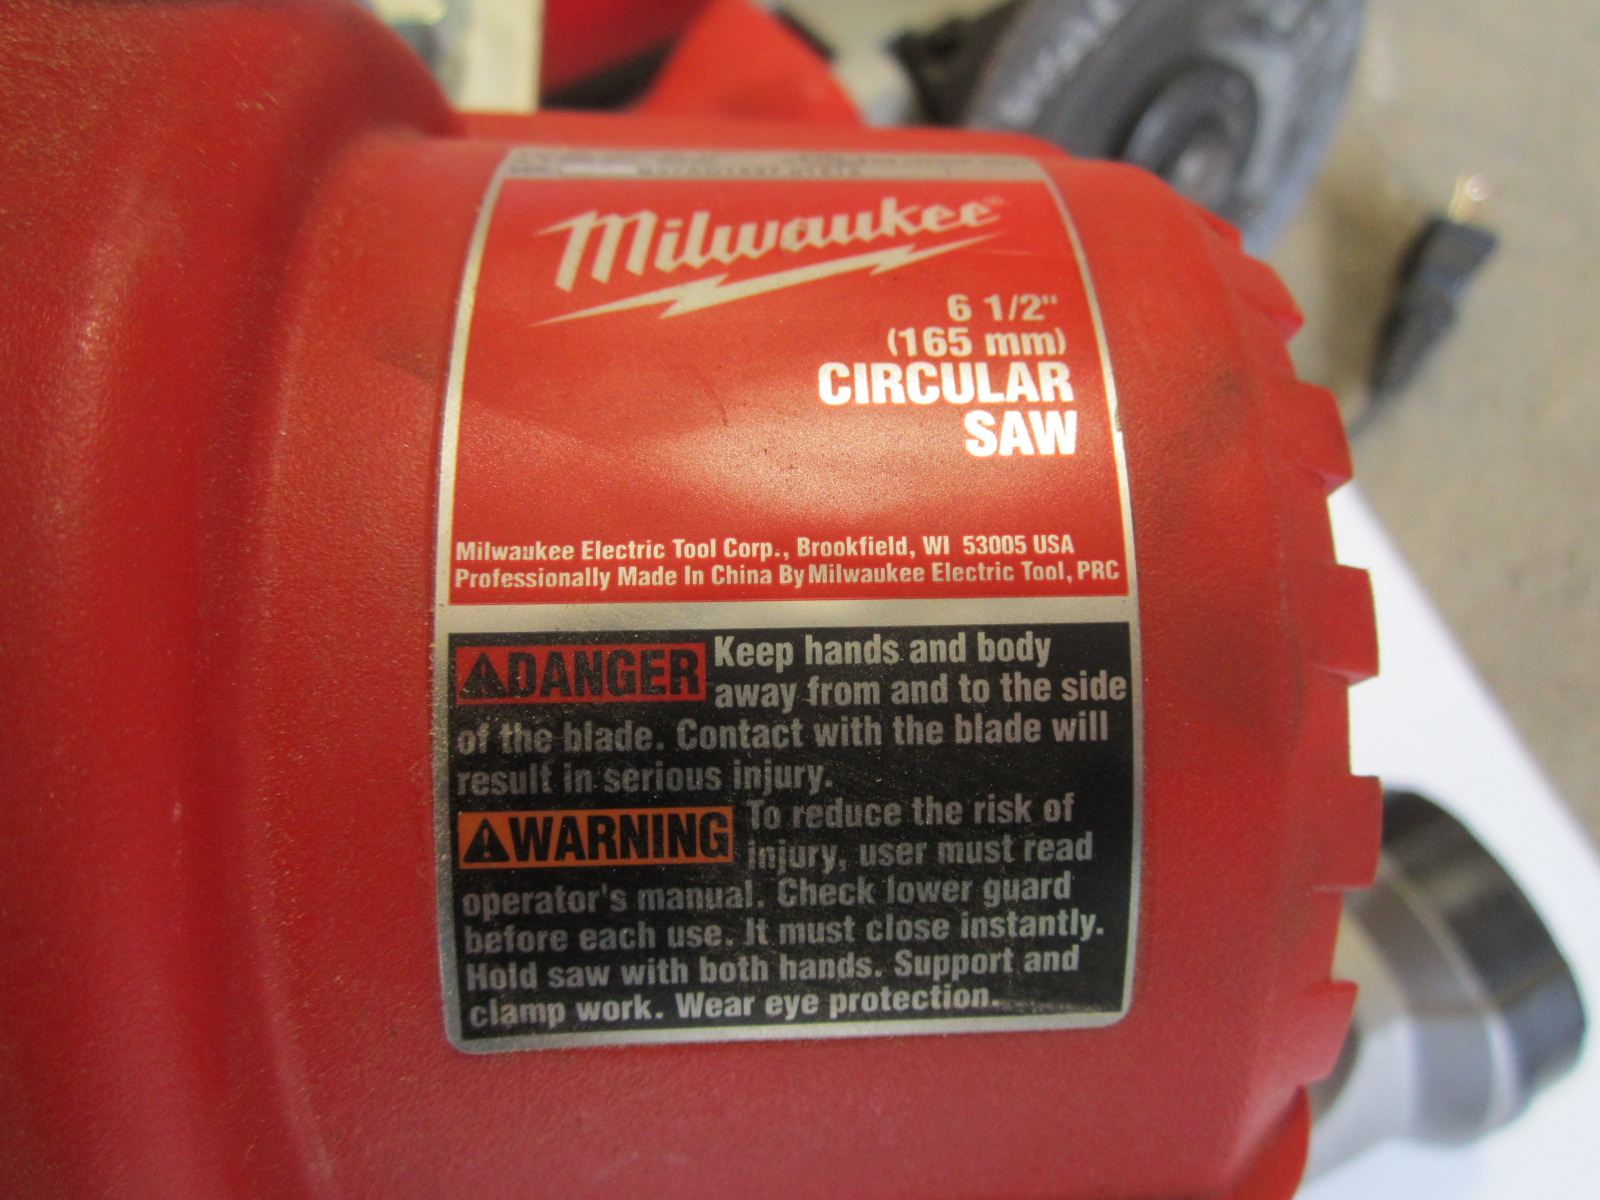 Milwaukee®
6 1/2"
(165 mm)
CIRCULAR
SAW
Milwaukee Electric Tool Corp., Brookfield, WI 53005 USA
Professionally Made In China By Milwaukee Electric Tool, PRC
DANGER Keep hands and body
away from and to the side
of the blade. Contact with the blade will
result in serious injury.
WARNING To reduce the risk of
injury, user must read
operator's manual. Check lower guard
before each use. It must close instantly.
Hold saw with both hands. Support and
clamp work. Wear eye protection.